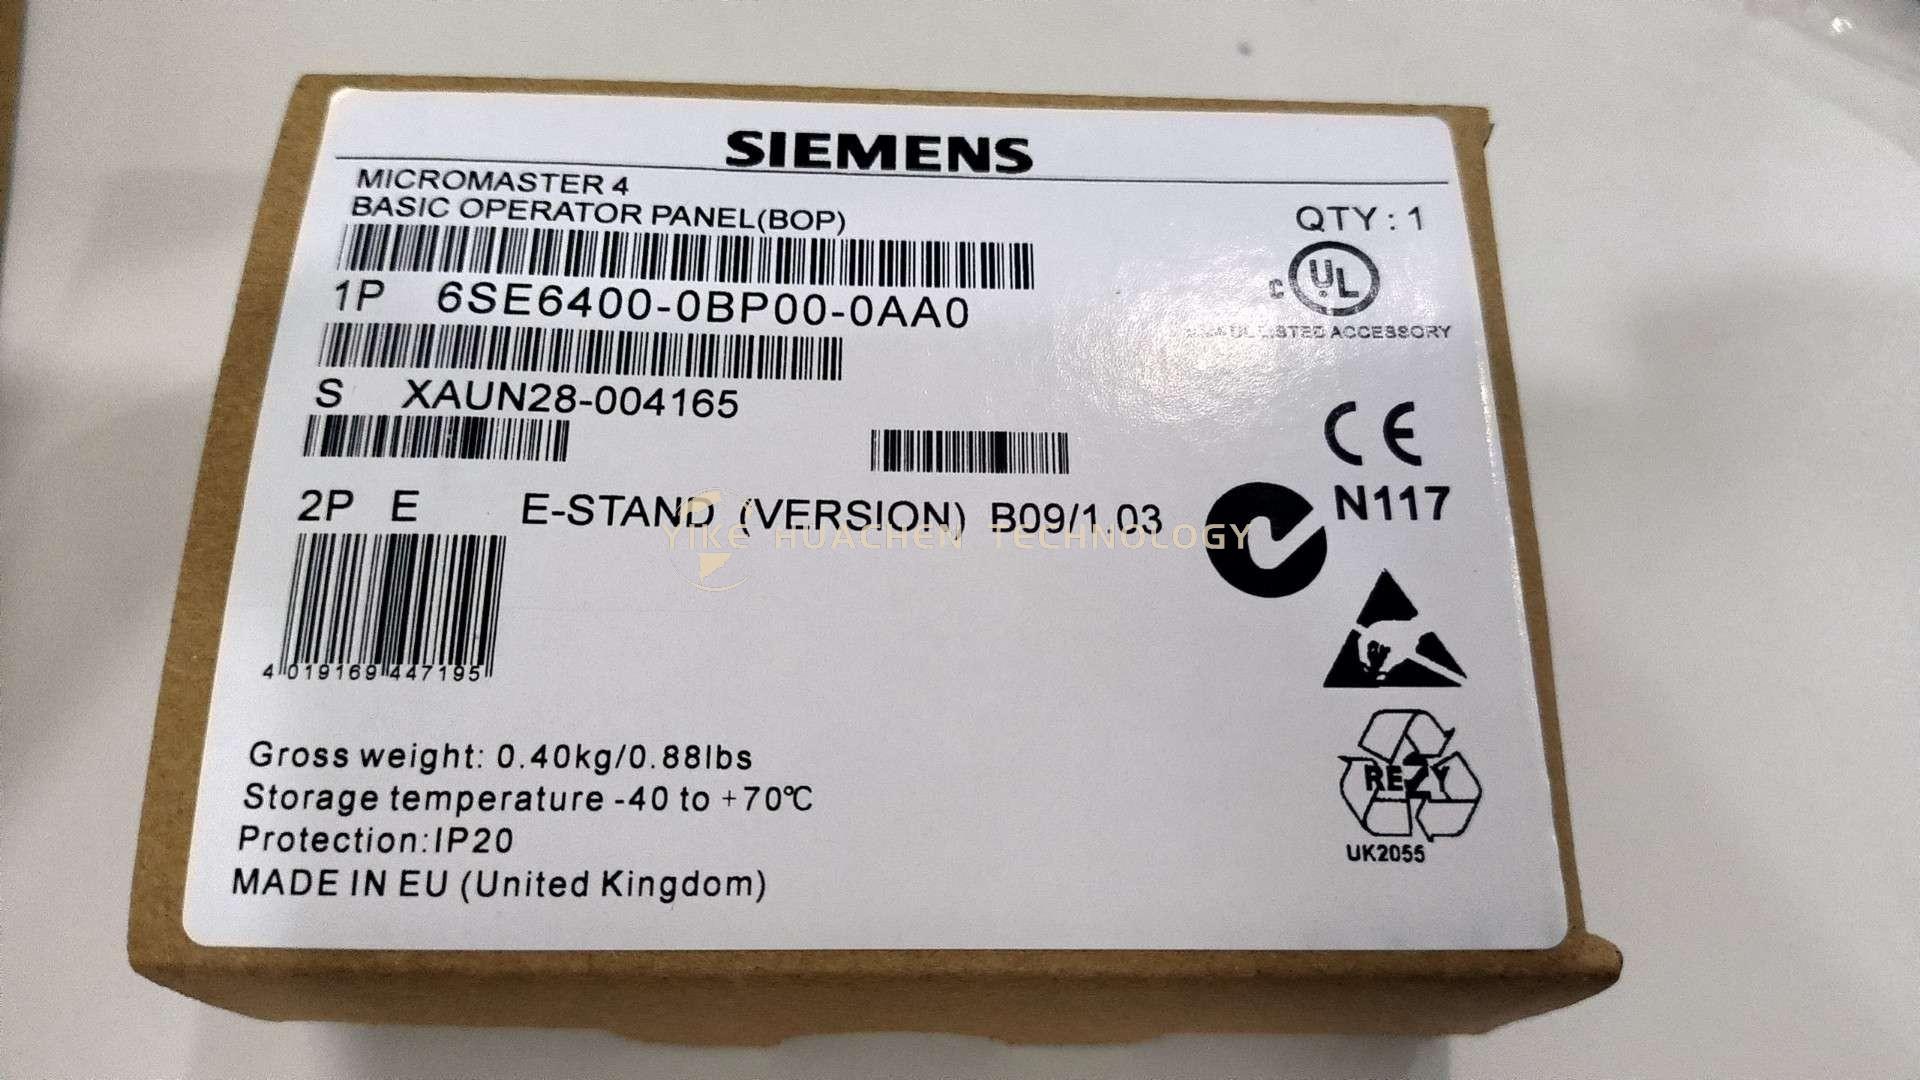 SIEMENS
MICROMASTER 4
BASIC OPERATOR PANEL(BOP)
QTY : 1
1P 6SE6400-0BP00-0AA0
C UL
ACCESSORY
S XAUN28-004165
CE
2P E E-STAND (VERSION) B09/1.03
N117
YIKE HUACHEN TECHNOLOGY
4 019169 447195
Gross weight: 0.40kg/0.88lbs
Storage temperature -40 to +70℃
Protection:IP20
MADE IN EU (United Kingdom)
REZY
UK2055